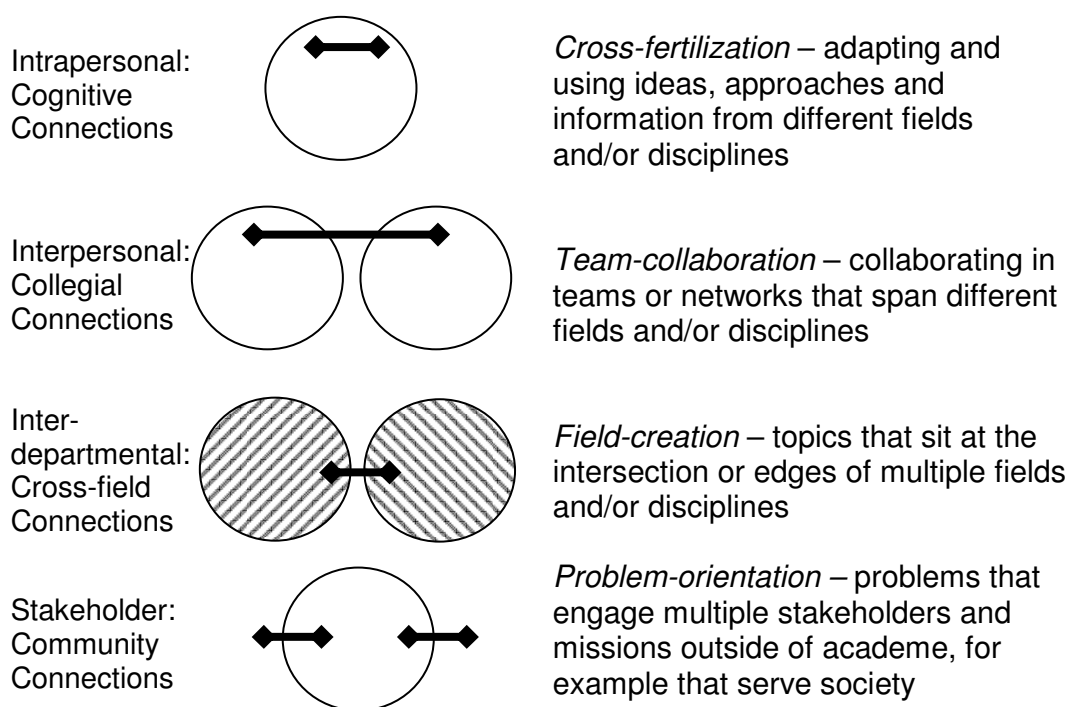 Intrapersonal:
Cognitive
Connections
Cross-fertilization – adapting and
using ideas, approaches and
information from different fields
and/or disciplines
Interpersonal:
Collegial
Connections
Team-collaboration – collaborating in
teams or networks that span different
fields and/or disciplines
Inter-
departmental:
Cross-field
Connections
Field-creation – topics that sit at the
intersection or edges of multiple fields
and/or disciplines
Stakeholder:
Community
Connections
Problem-orientation – problems that
engage multiple stakeholders and
missions outside of academe, for
example that serve society